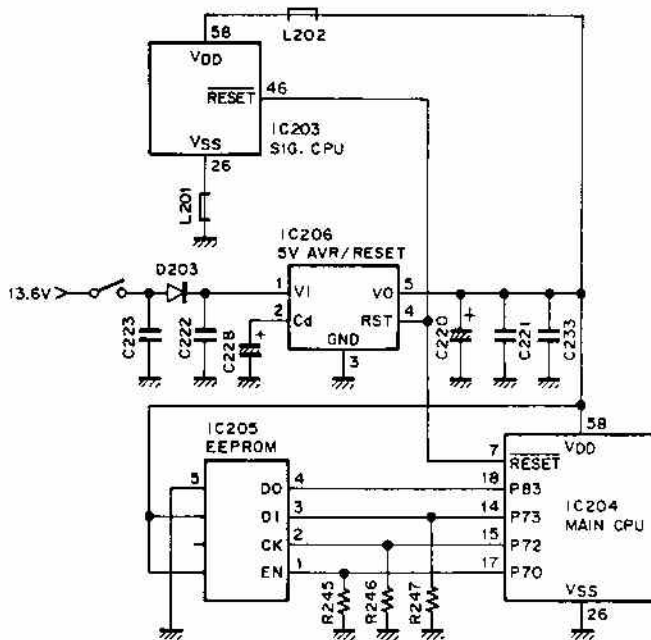 58
L202
VDD
RESET
46
IC203
SIG. CPU
VSS
26
L201
IC206
5V AVR/RESET
D203
13.6V
1
VI
VO
5
2
Cd
RST
4
GND
3
C223
C222
C228
C220
C221
C233
+
+
IC205
EEPROM
58
VDD
7
RESET
5
DO
4
18
P83
DI
3
14
P73
IC204
MAIN CPU
CK
2
15
P72
EN
1
17
P70
R245
R246
R247
VSS
26